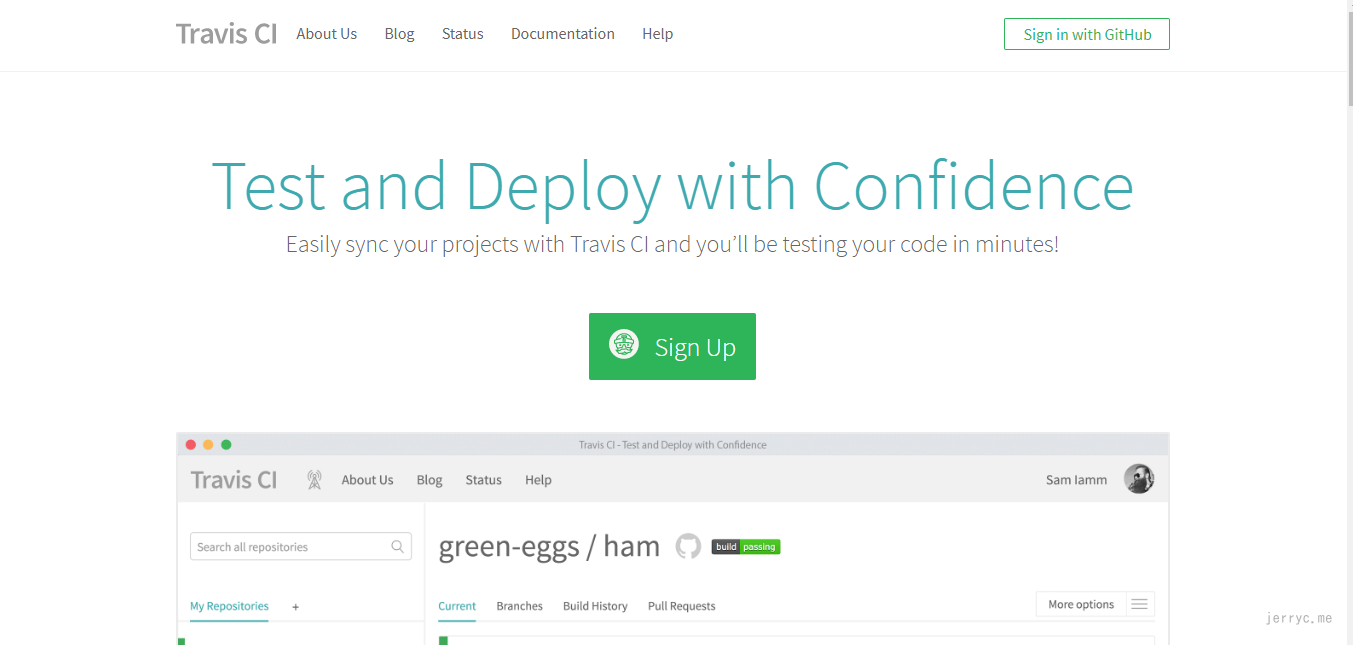 Travis CI About Us Blog Status Documentation Help Sign in with GitHub
Test and Deploy with Confidence
Easily sync your projects with Travis CI and you’ll be testing your code in minutes!
Sign Up
Travis CI - Test and Deploy with Confidence
Travis CI About Us Blog Status Help Sam Iamm
Search all repositories
green-eggs / ham build passing
My Repositories +
Current Branches Build History Pull Requests More options
jerryc.me